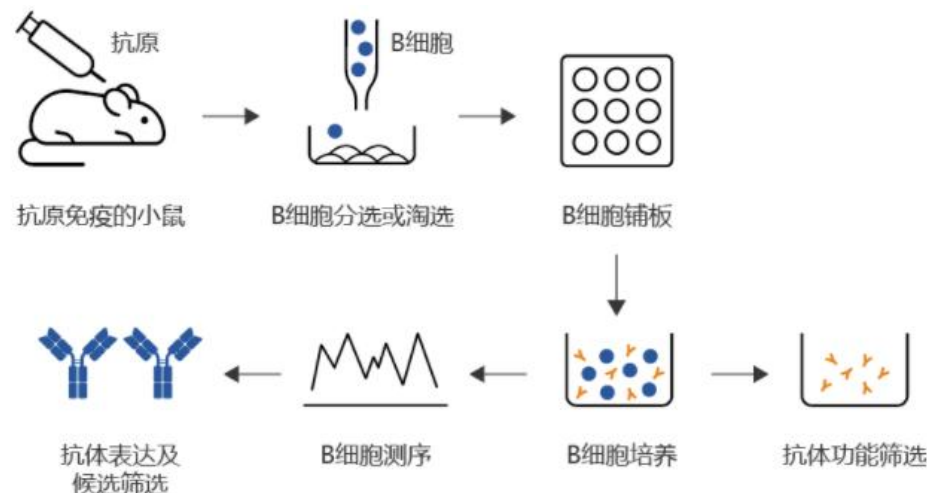 抗原
B细胞
抗原免疫的小鼠
B细胞分选或淘选
B细胞铺板
抗体表达及
候选筛选
B细胞测序
B细胞培养
抗体功能筛选